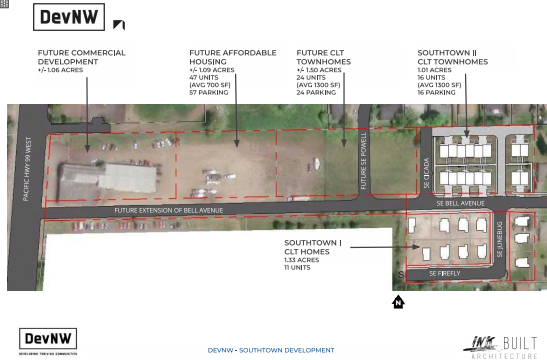 DevNW
FUTURE COMMERCIAL
DEVELOPMENT
+/- 1.06 ACRES
FUTURE AFFORDABLE
HOUSING
+/- 1.09 ACRES
47 UNITS
(AVG 700 SF)
57 PARKING
FUTURE CLT
TOWNHOMES
+/- 1.50 ACRES
24 UNITS
(AVG 1300 SF)
24 PARKING
SOUTHTOWN II
CLT TOWNHOMES
1.01 ACRES
16 UNITS
(AVG 1300 SF)
16 PARKING
PACIFIC HWY 99 WEST
FUTURE SE POWELL
SE CICADA
SE BELL AVENUE
FUTURE EXTENSION OF BELL AVENUE
SOUTHTOWN I
CLT HOMES
1.33 ACRES
11 UNITS
SE JUNEBUG
S
SE FIREFLY
N
DevNW
DEVELOPING THRIVING COMMUNITIES
DEVNW - SOUTHTOWN DEVELOPMENT
INK BUILT
ARCHITECTURE